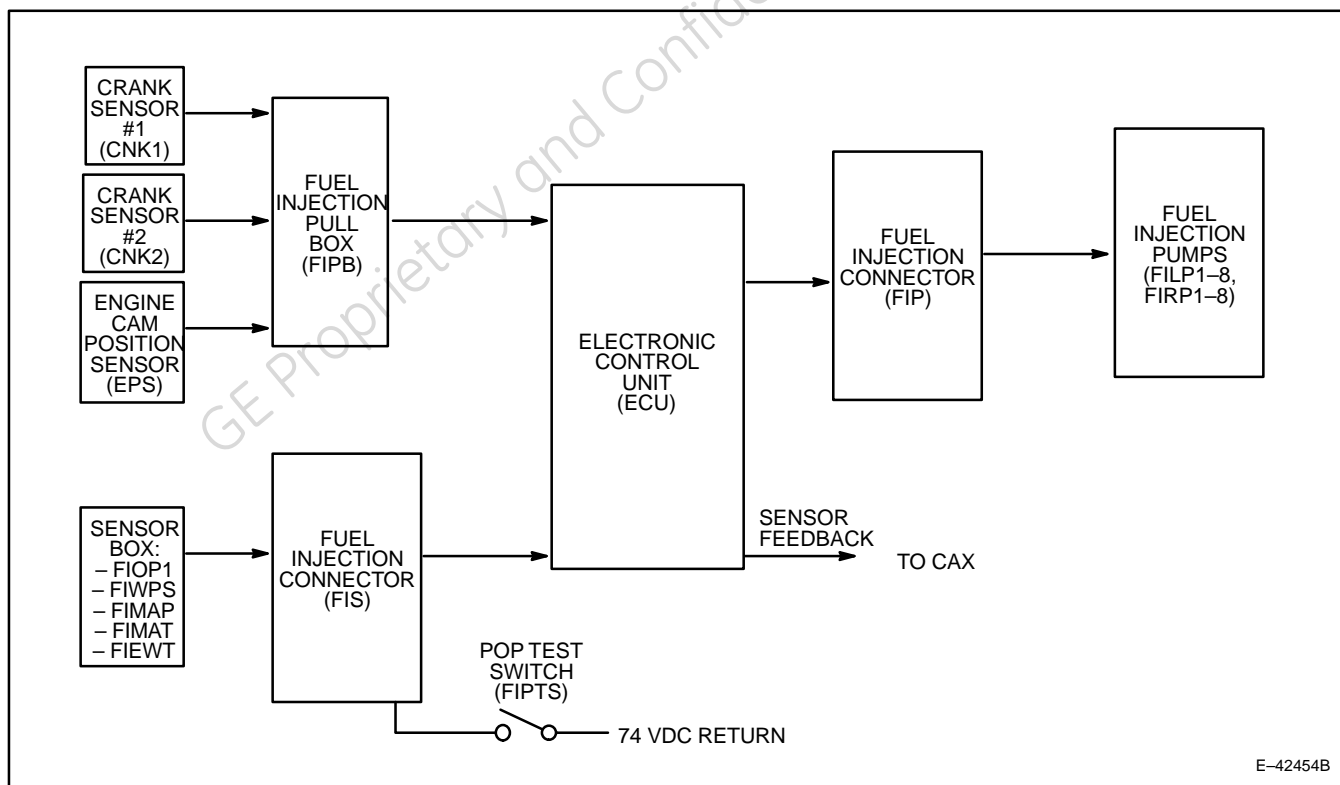 GE Proprietary and Confid
CRANK
SENSOR
#1
(CNK1)
CRANK
SENSOR
#2
(CNK2)
ENGINE
CAM
POSITION
SENSOR
(EPS)
FUEL
INJECTION
PULL
BOX
(FIPB)
SENSOR
BOX:
– FIOP1
– FIWPS
– FIMAP
– FIMAT
– FIEWT
FUEL
INJECTION
CONNECTOR
(FIS)
POP TEST
SWITCH
(FIPTS)
74 VDC RETURN
ELECTRONIC
CONTROL
UNIT
(ECU)
SENSOR
FEEDBACK
TO CAX
FUEL
INJECTION
CONNECTOR
(FIP)
FUEL
INJECTION
PUMPS
(FILP1–8,
FIRP1–8)
E–42454B